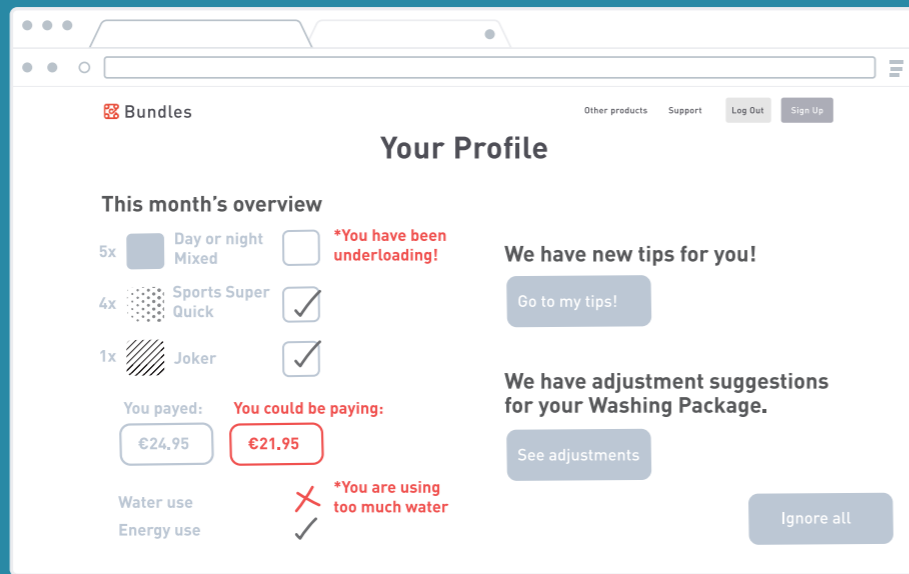 Bundles
Other products
Support
Log Out
Sign Up
Your Profile
This month's overview
5x
Day or night
Mixed
*You have been
underloading!
4x
Sports Super
Quick
1x
Joker
You payed:
You could be paying:
€24.95
€21.95
Water use
*You are using
too much water
Energy use
We have new tips for you!
Go to my tips!
We have adjustment suggestions
for your Washing Package.
See adjustments
Ignore all